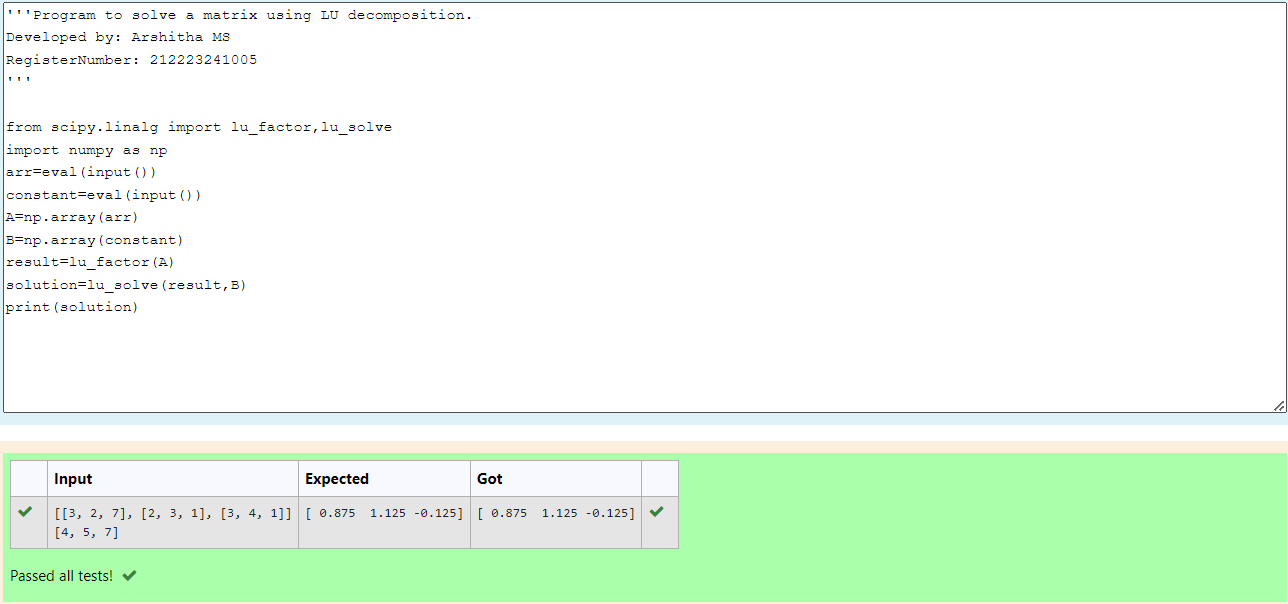 '''Program to solve a matrix using LU decomposition.
Developed by: Arshitha MS
RegisterNumber: 212223241005
'''
from scipy.linalg import lu_factor,lu_solve
import numpy as np
arr=eval(input())
constant=eval(input())
A=np.array(arr)
B=np.array(constant)
result=lu_factor(A)
solution=lu_solve(result,B)
print(solution)
Input Expected Got
[[3, 2, 7], [2, 3, 1], [3, 4, 1]] [ 0.875  1.125 -0.125] [ 0.875  1.125 -0.125]
[4, 5, 7]
Passed all tests!